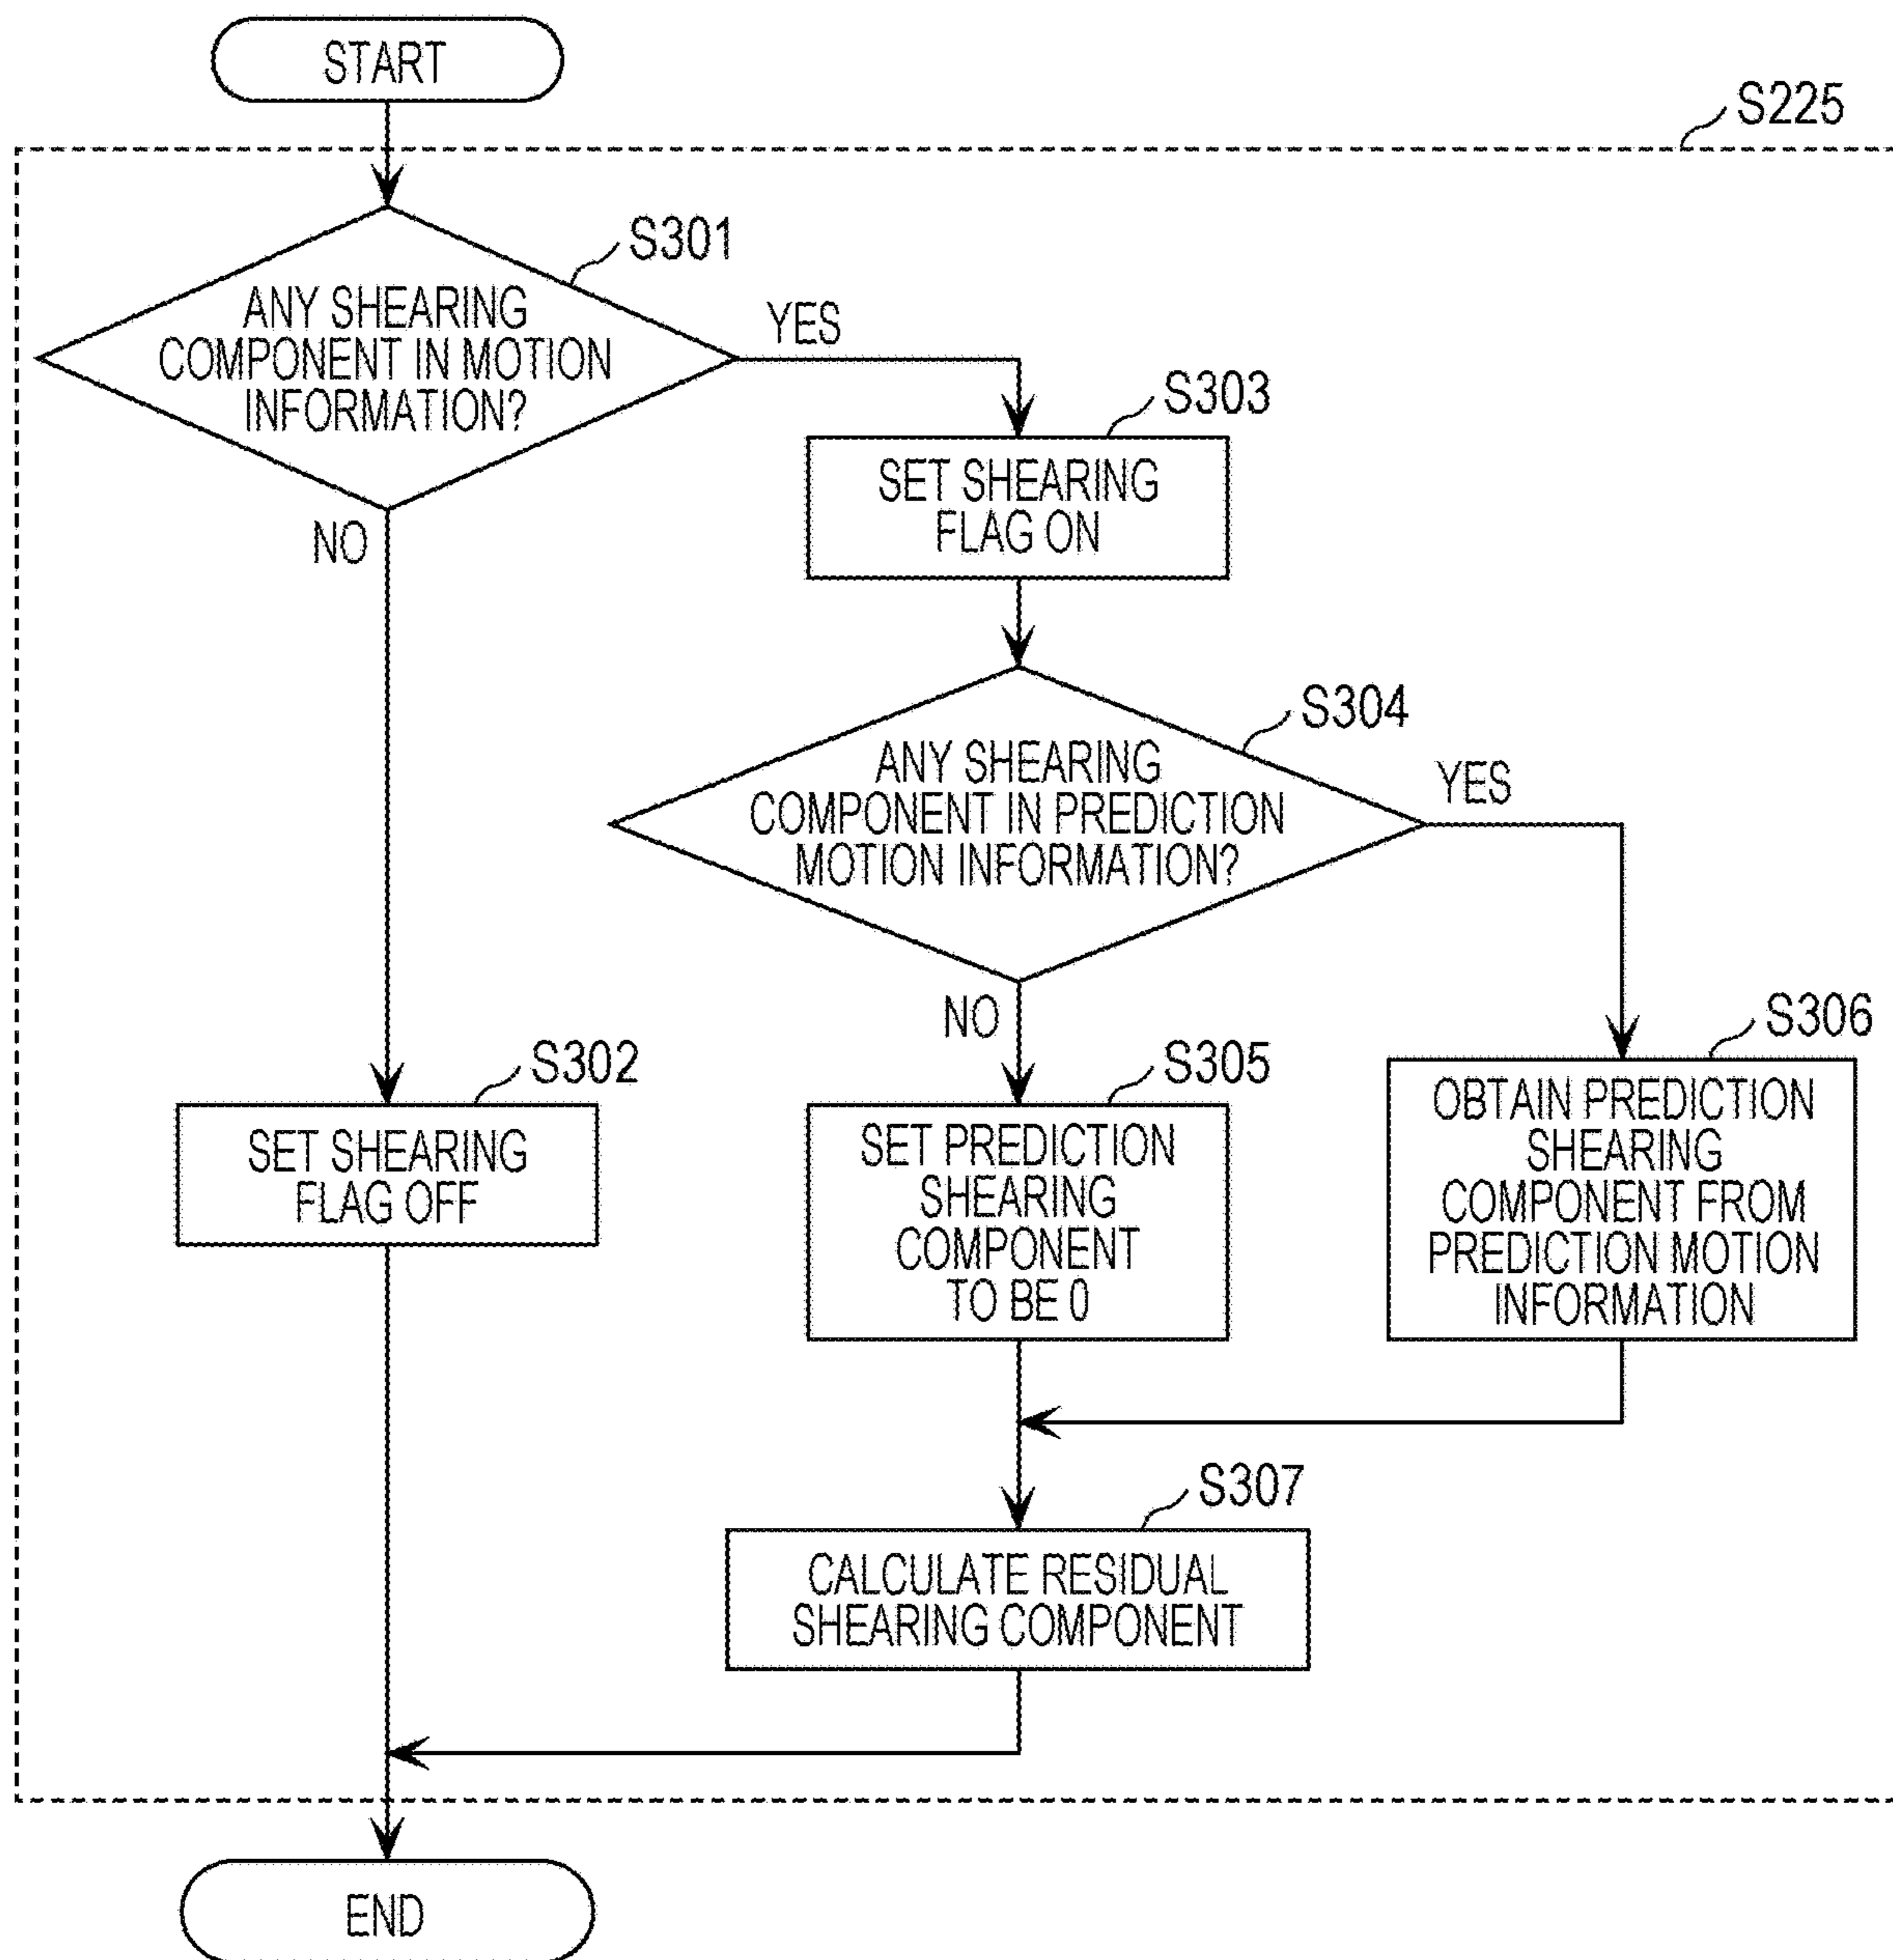 START
S225
S301
ANY SHEARING
COMPONENT IN MOTION
INFORMATION?
YES
NO
S303
SET SHEARING
FLAG ON
S304
ANY SHEARING
COMPONENT IN PREDICTION
MOTION INFORMATION?
YES
NO
S302
SET SHEARING
FLAG OFF
S305
SET PREDICTION
SHEARING
COMPONENT
TO BE 0
S306
OBTAIN PREDICTION
SHEARING
COMPONENT FROM
PREDICTION MOTION
INFORMATION
S307
CALCULATE RESIDUAL
SHEARING COMPONENT
END